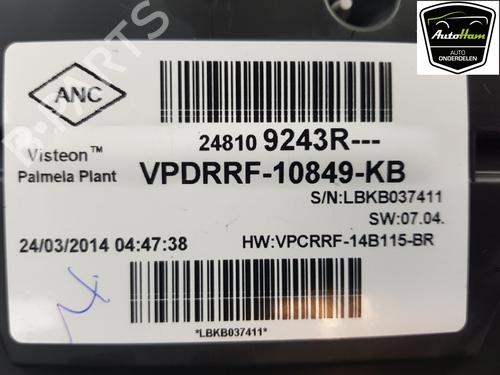 AutoHam
AUTO
ONDERDELEN
B-PARTS
ANC
Visteon™
Palmela Plant
24810 9243R---
VPDRRF-10849-KB
S/N:LBKB037411
SW:07.04.
24/03/2014 04:47:38
HW:VPCRRF-14B115-BR
*LBKB037411*